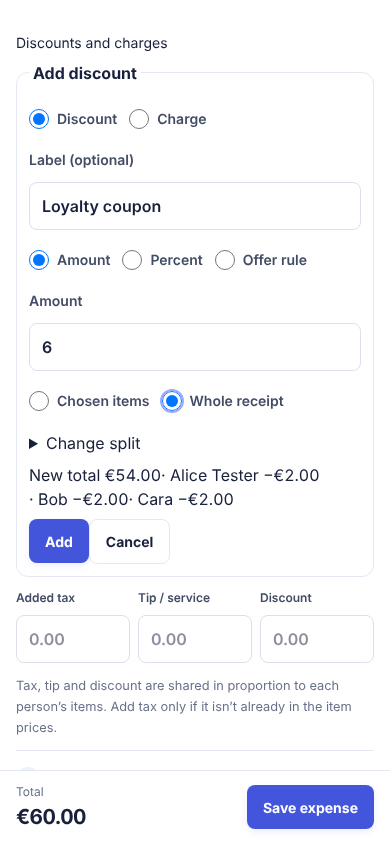 Discounts and charges
Add discount
Discount Charge
Label (optional)
Loyalty coupon
Amount Percent Offer rule
Amount
6
Chosen items Whole receipt
Change split
New total €54.00· Alice Tester −€2.00
· Bob −€2.00· Cara −€2.00
Add Cancel
Added tax Tip / service Discount
0.00 0.00 0.00
Tax, tip and discount are shared in proportion to each
person’s items. Add tax only if it isn’t already in the item
prices.
Total
€60.00
Save expense